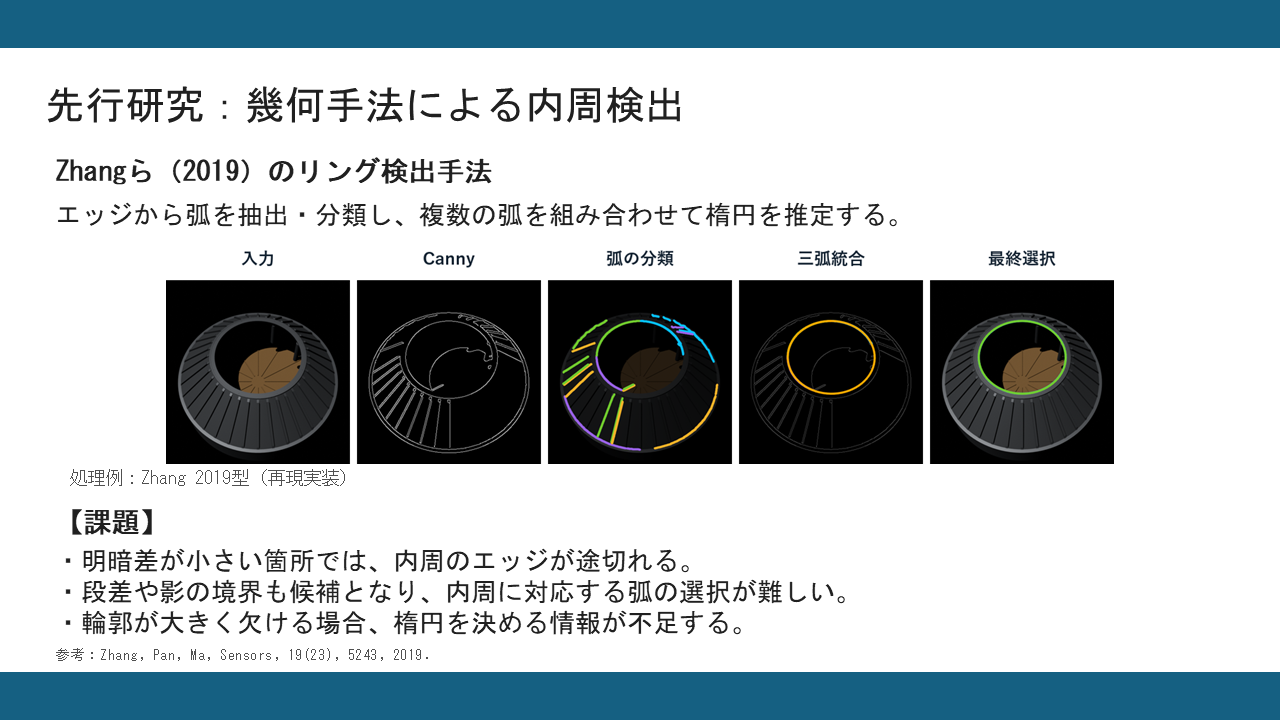 先行研究：幾何手法による内周検出
Zhangら（2019）のリング検出手法
エッジから弧を抽出・分類し、複数の弧を組み合わせて楕円を推定する。
入力 Canny 弧の分類 三弧統合 最終選択
処理例：Zhang 2019型（再現実装）
【課題】
・明暗差が小さい箇所では、内周のエッジが途切れる。
・段差や影の境界も候補となり、内周に対応する弧の選択が難しい。
・輪郭が大きく欠ける場合、楕円を決める情報が不足する。
参考：Zhang, Pan, Ma, Sensors, 19(23), 5243, 2019.